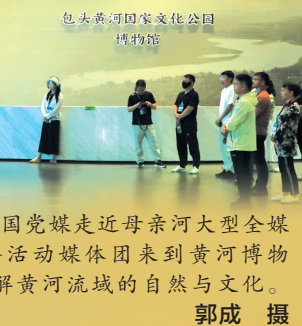 包头黄河国家文化公园
博物馆
国党媒走近母亲河大型全媒
活动媒体团来到黄河博物
解黄河流域的自然与文化。
郭成 摄